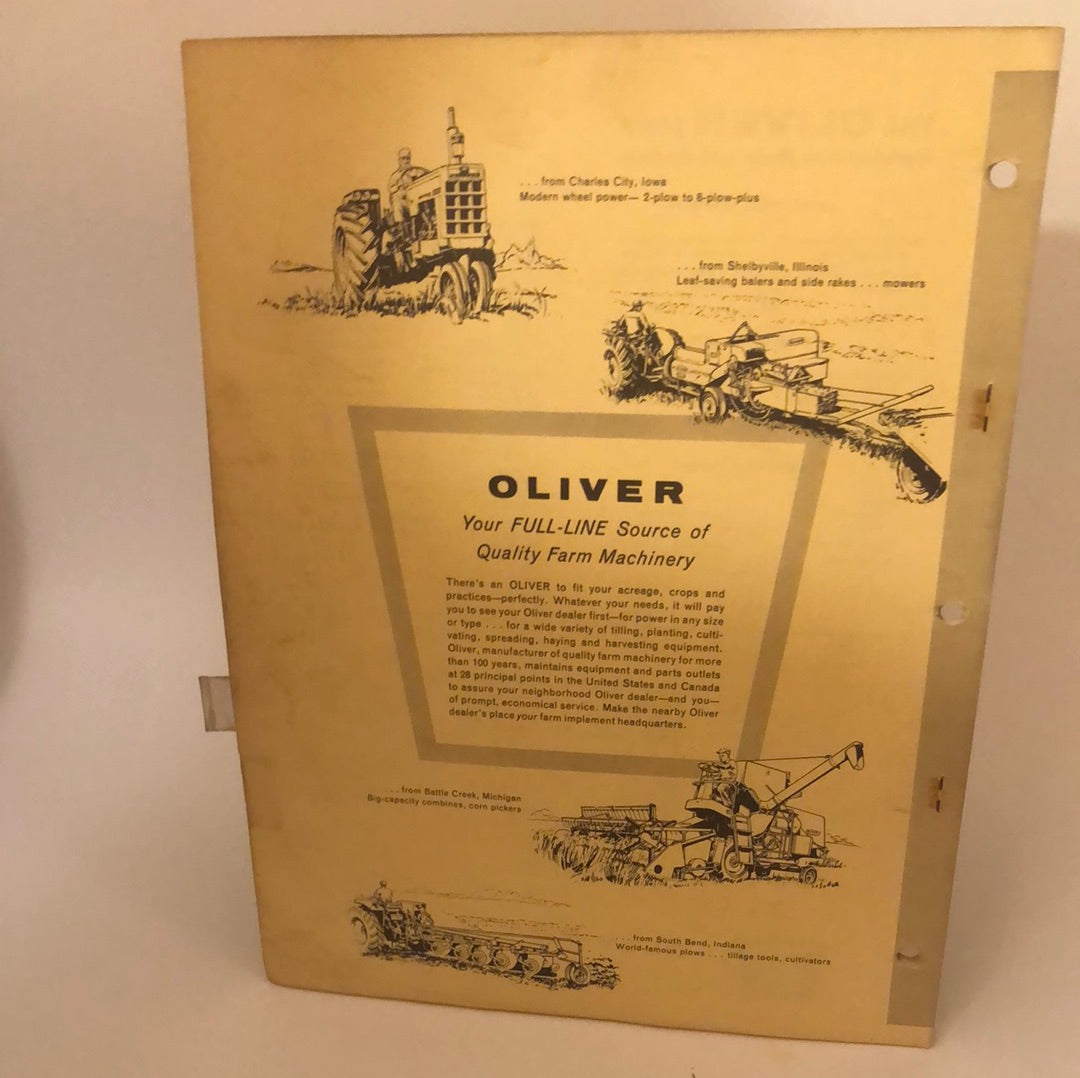 . . . from Charles City, Iowa
Modern wheel power— 2-plow to 8-plow-plus
. . . from Shelbyville, Illinois
Leaf-saving balers and side rakes . . . mowers
OLIVER
Your FULL-LINE Source of
Quality Farm Machinery
There's an OLIVER to fit your acreage, crops and
practices—perfectly. Whatever your needs, it will pay
you to see your Oliver dealer first—for power in any size
or type . . . for a wide variety of tilling, planting, culti-
vating, spreading, haying and harvesting equipment.
Oliver, manufacturer of quality farm machinery for more
than 100 years, maintains equipment and parts outlets
at 28 principal points in the United States and Canada
to assure your neighborhood Oliver dealer—and you—
of prompt, economical service. Make the nearby Oliver
dealer's place your farm implement headquarters.
. . . from Battle Creek, Michigan
Big-capacity combines, corn pickers
. . . from South Bend, Indiana
World-famous plows . . . tillage tools, cultivators